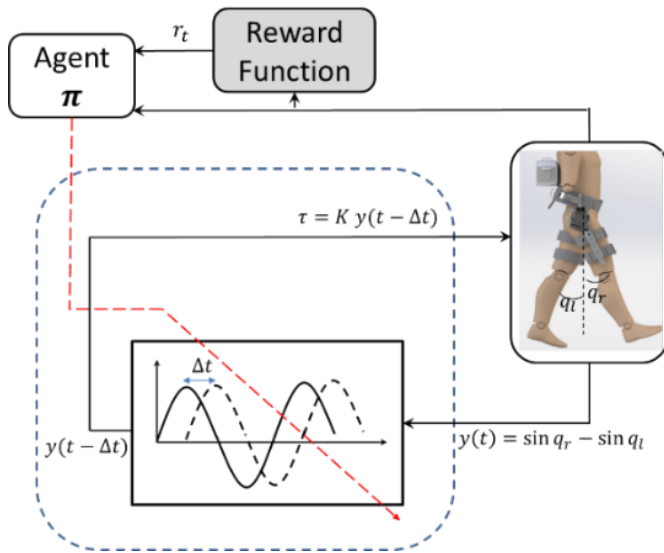 r_t
Reward
Function
Agent
π
τ = K y(t − Δt)
q_l
q_r
Δt
y(t − Δt)
y(t) = sin q_r − sin q_l